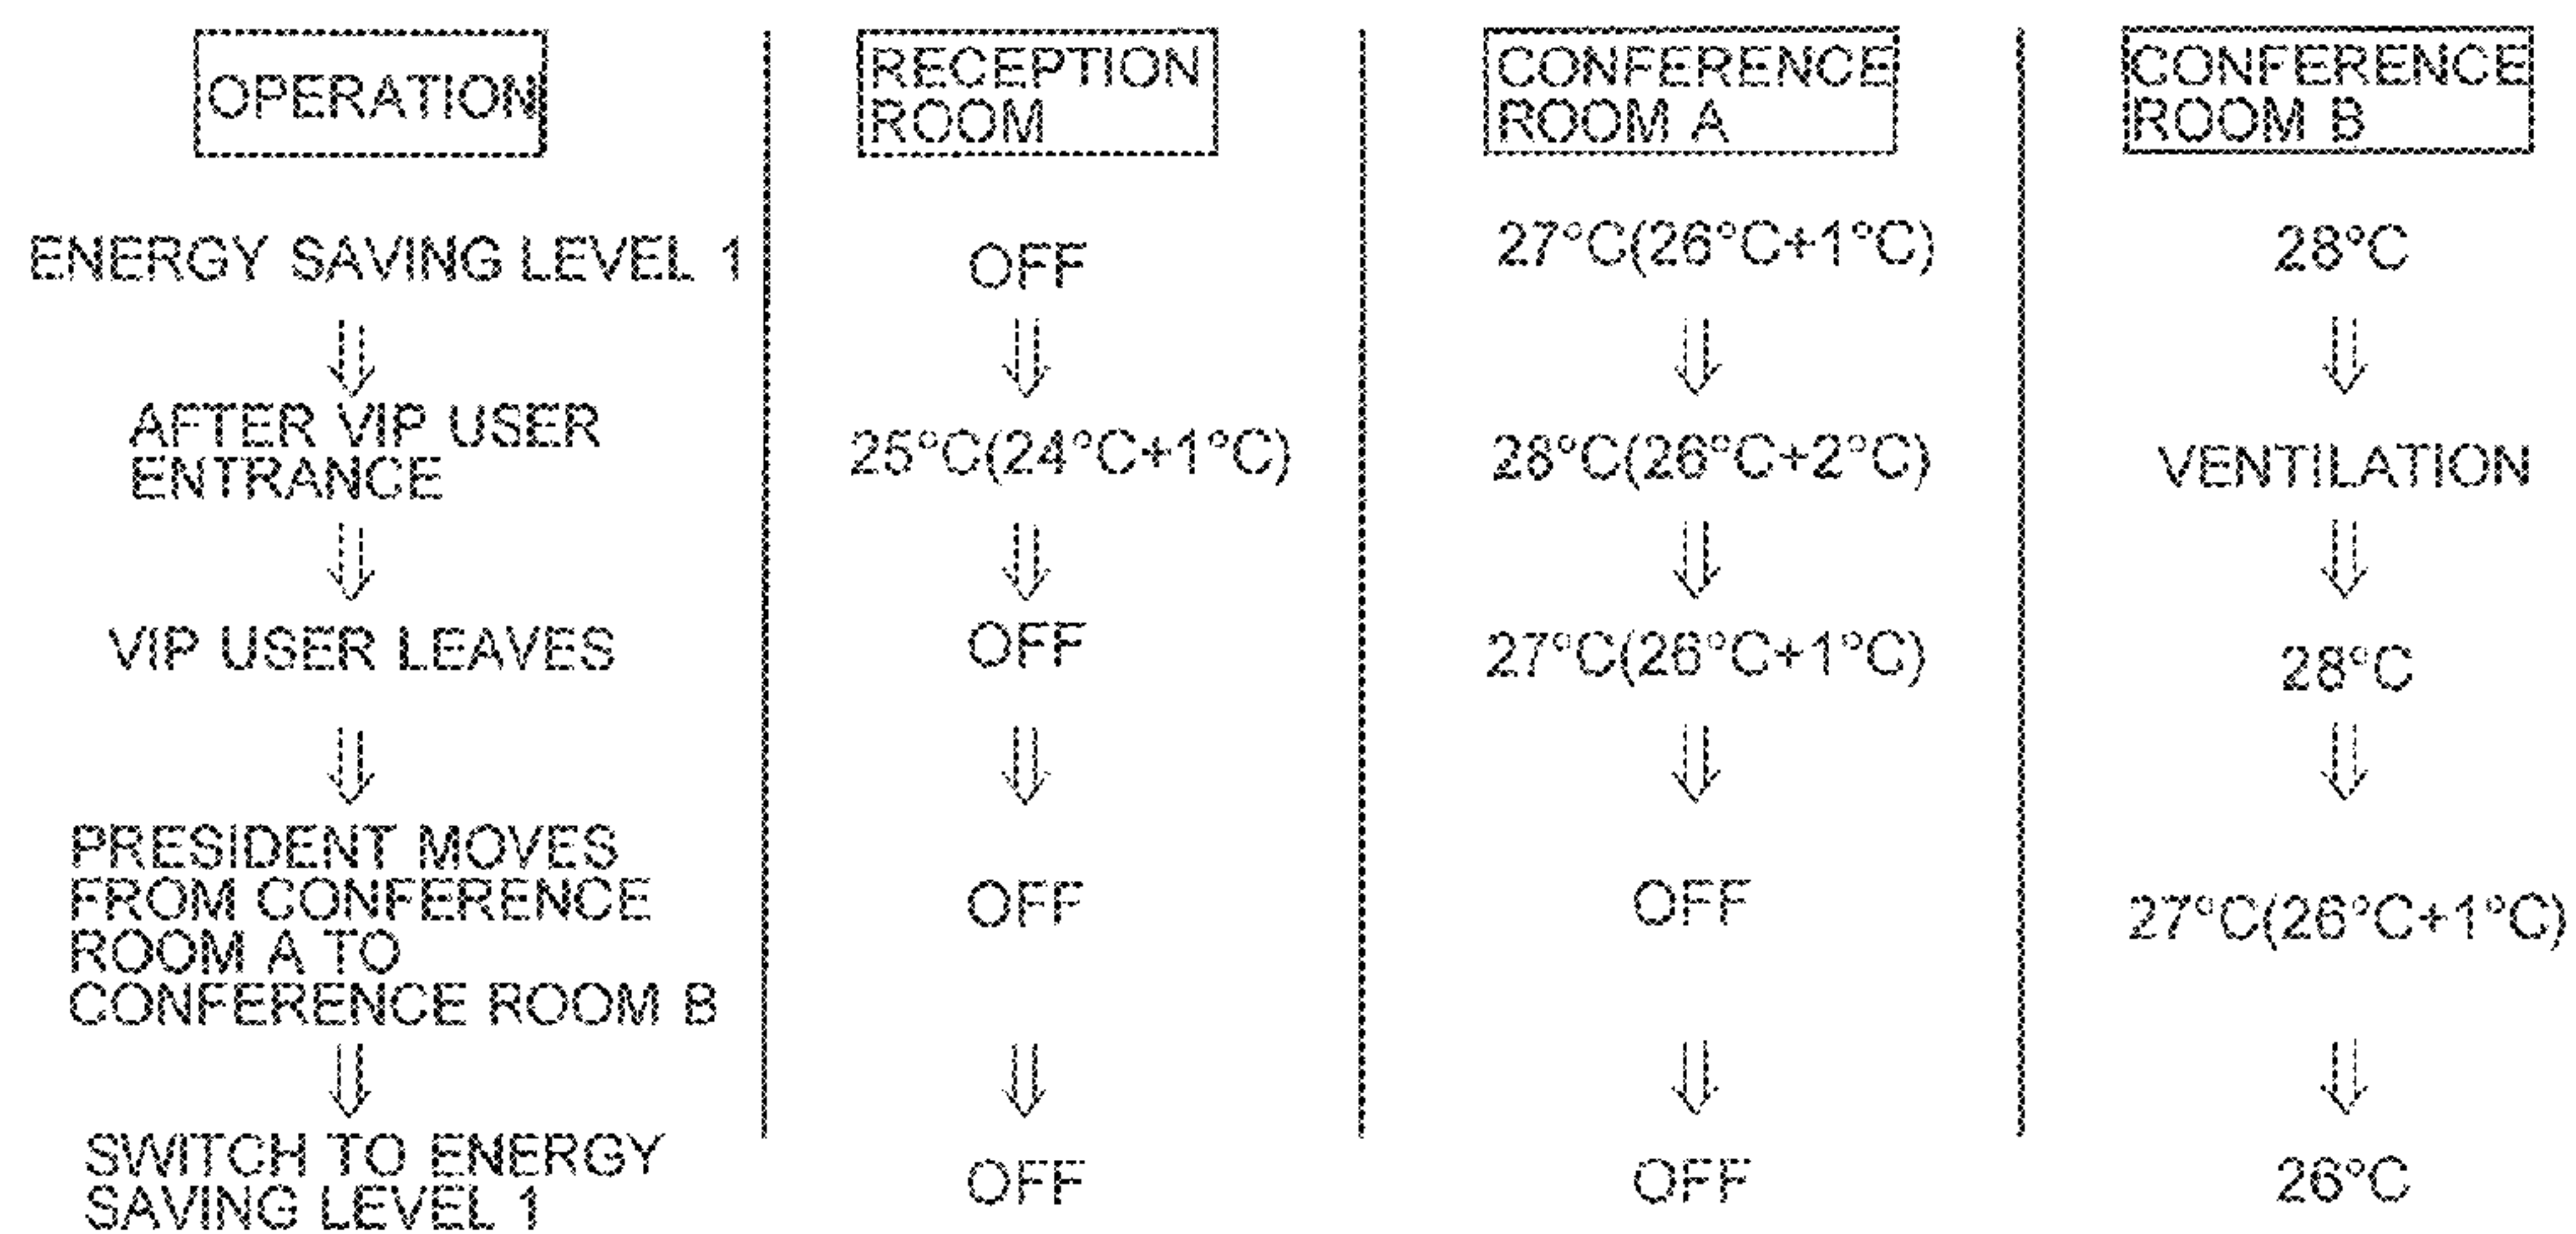 OPERATION
RECEPTION
ROOM
CONFERENCE
ROOM A
CONFERENCE
ROOM B
ENERGY SAVING LEVEL 1
OFF
27°C(26°C+1°C)
28°C
AFTER VIP USER
ENTRANCE
25°C(24°C+1°C)
28°C(26°C+2°C)
VENTILATION
VIP USER LEAVES
OFF
27°C(26°C+1°C)
28°C
PRESIDENT MOVES
FROM CONFERENCE
ROOM A TO
CONFERENCE ROOM B
OFF
OFF
27°C(26°C+1°C)
SWITCH TO ENERGY
SAVING LEVEL 1
OFF
OFF
26°C